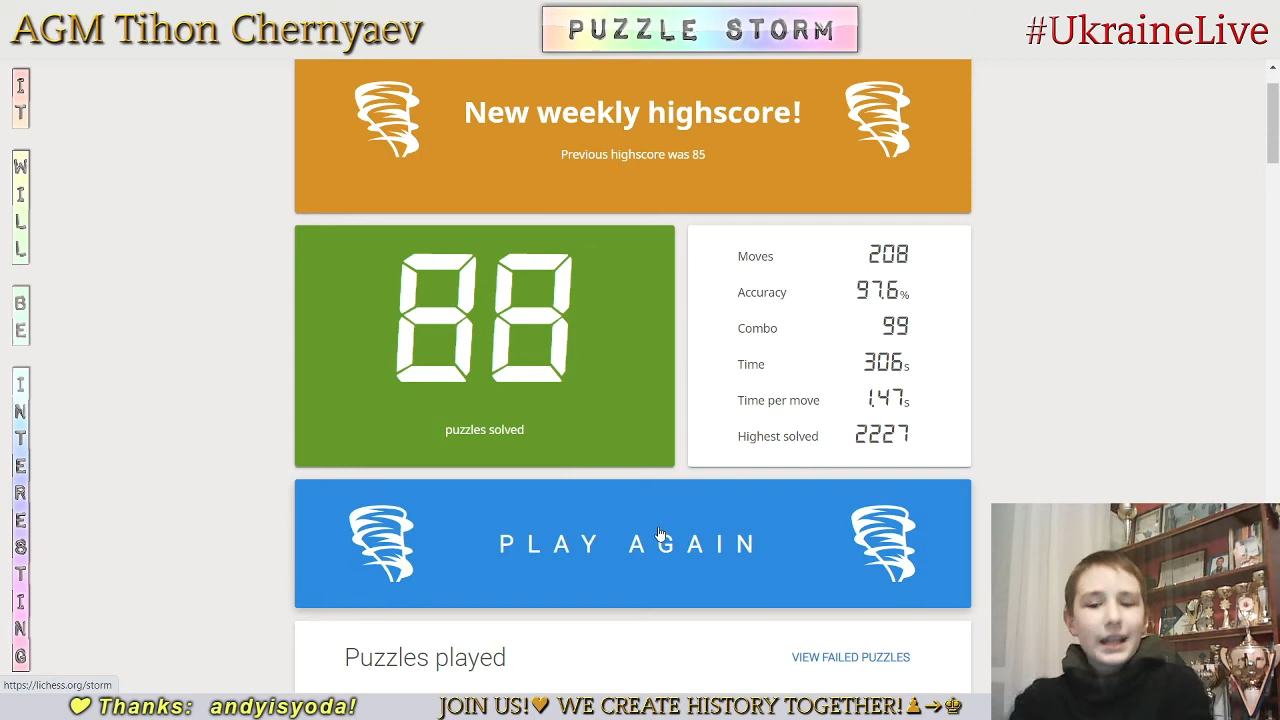 AGM Tihon Chernyaev
PUZZLE STORM
#UkraineLive
IT
WILL
BE
INTERESTING
New weekly highscore!
Previous highscore was 85
88
puzzles solved
Moves 208
Accuracy 97.6%
Combo 99
Time 306s
Time per move 1.47s
Highest solved 2227
PLAY AGAIN
Puzzles played
VIEW FAILED PUZZLES
https://lichess.org/storm
Thanks: andyisyoda!
JOIN US!🧡 WE CREATE HISTORY TOGETHER!♟→♚